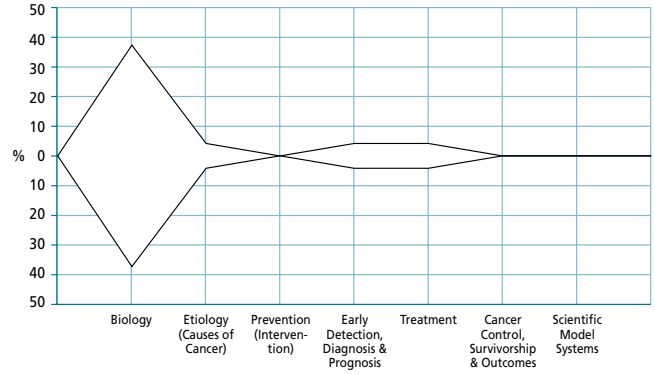 50
40
30
20
10
% 0
10
20
30
40
50
Biology
Etiology
(Causes of
Cancer)
Prevention
(Interven-
tion)
Early
Detection,
Diagnosis &
Prognosis
Treatment
Cancer
Control,
Survivorship
& Outcomes
Scientific
Model
Systems